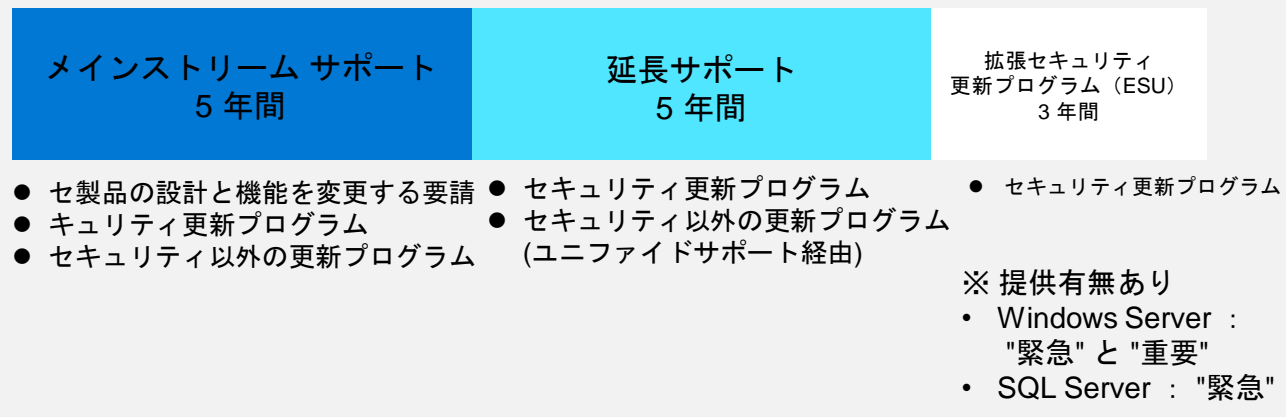 メインストリーム サポート
5 年間
● セ製品の設計と機能を変更する要請
● キュリティ更新プログラム
● セキュリティ以外の更新プログラム
延長サポート
5 年間
● セキュリティ更新プログラム
● セキュリティ以外の更新プログラム
(ユニファイドサポート経由)
拡張セキュリティ
更新プログラム（ESU）
3 年間
● セキュリティ更新プログラム
※ 提供有無あり
• Windows Server ：
"緊急" と "重要"
• SQL Server ： "緊急"